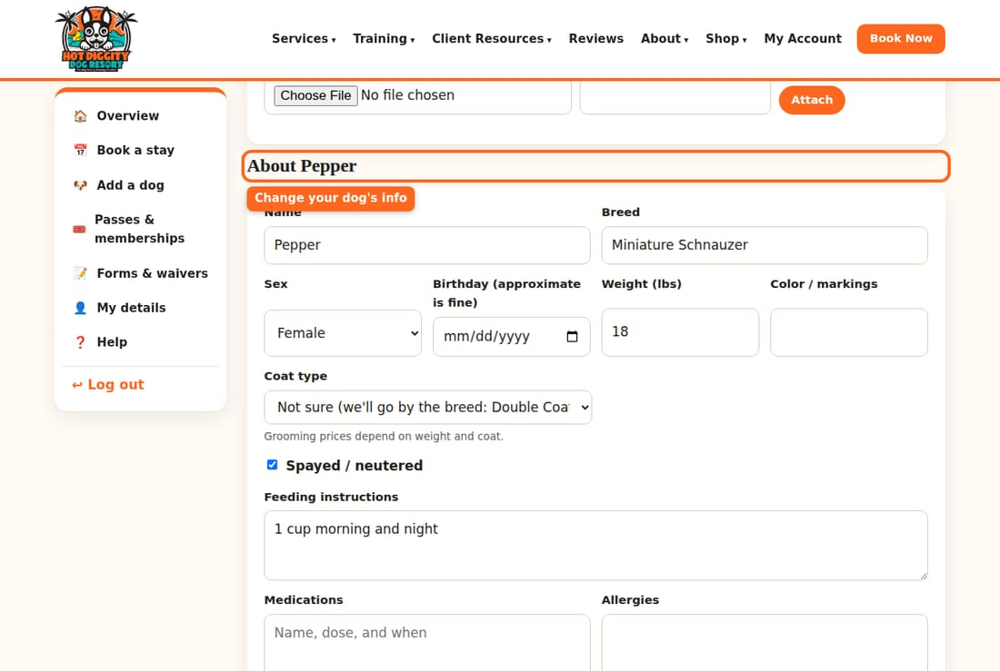 HOT DIGGITY
DOG RESORT
Services ▾ Training ▾ Client Resources ▾ Reviews About ▾ Shop ▾ My Account Book Now
Overview
Book a stay
Add a dog
Passes &
memberships
Forms & waivers
My details
Help
↩ Log out
Choose File No file chosen
Attach
About Pepper
Change your dog's info
Name Breed
Pepper Miniature Schnauzer
Sex Birthday (approximate is fine) Weight (lbs) Color / markings
Female mm/dd/yyyy 18
Coat type
Not sure (we'll go by the breed: Double Coa
Grooming prices depend on weight and coat.
Spayed / neutered
Feeding instructions
1 cup morning and night
Medications Allergies
Name, dose, and when